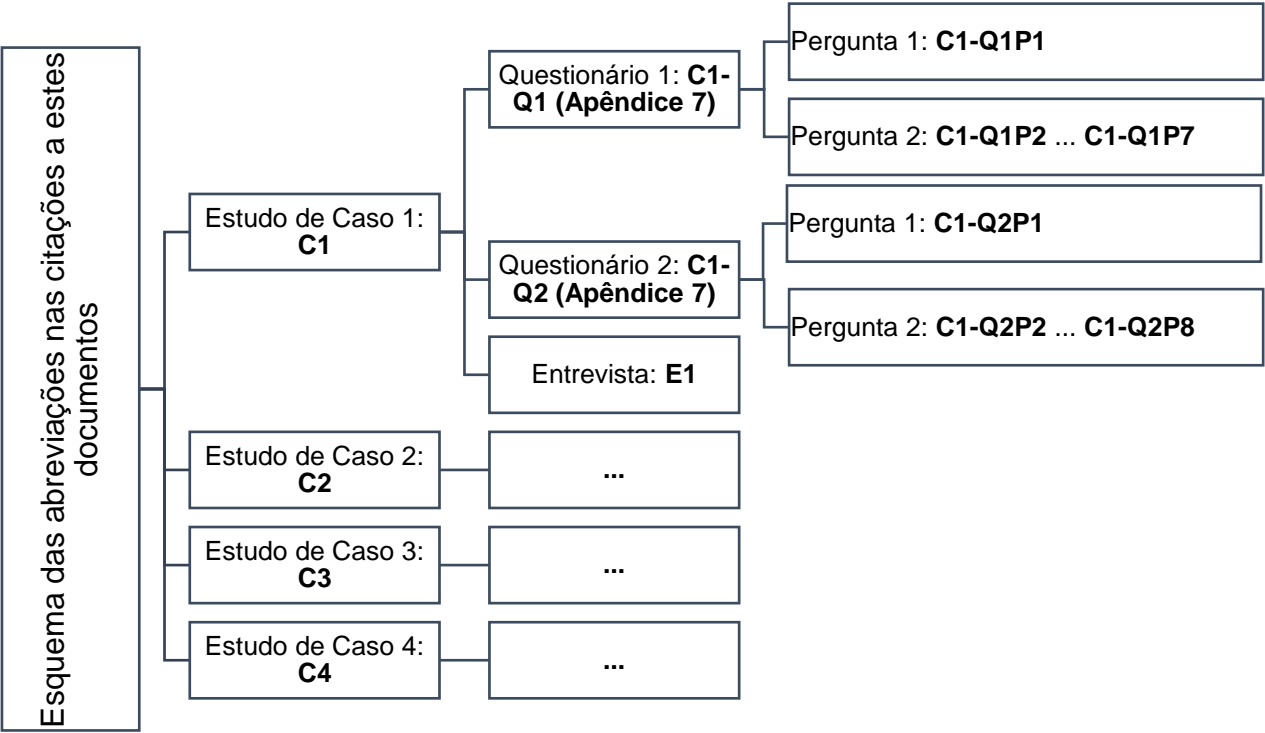 Esquema das abreviações nas citações a estes
documentos
Estudo de Caso 1:
C1
Questionário 1: C1-
Q1 (Apêndice 7)
Pergunta 1: C1-Q1P1
Pergunta 2: C1-Q1P2 ... C1-Q1P7
Questionário 2: C1-
Q2 (Apêndice 7)
Pergunta 1: C1-Q2P1
Pergunta 2: C1-Q2P2 ... C1-Q2P8
Entrevista: E1
Estudo de Caso 2:
C2
...
Estudo de Caso 3:
C3
...
Estudo de Caso 4:
C4
...